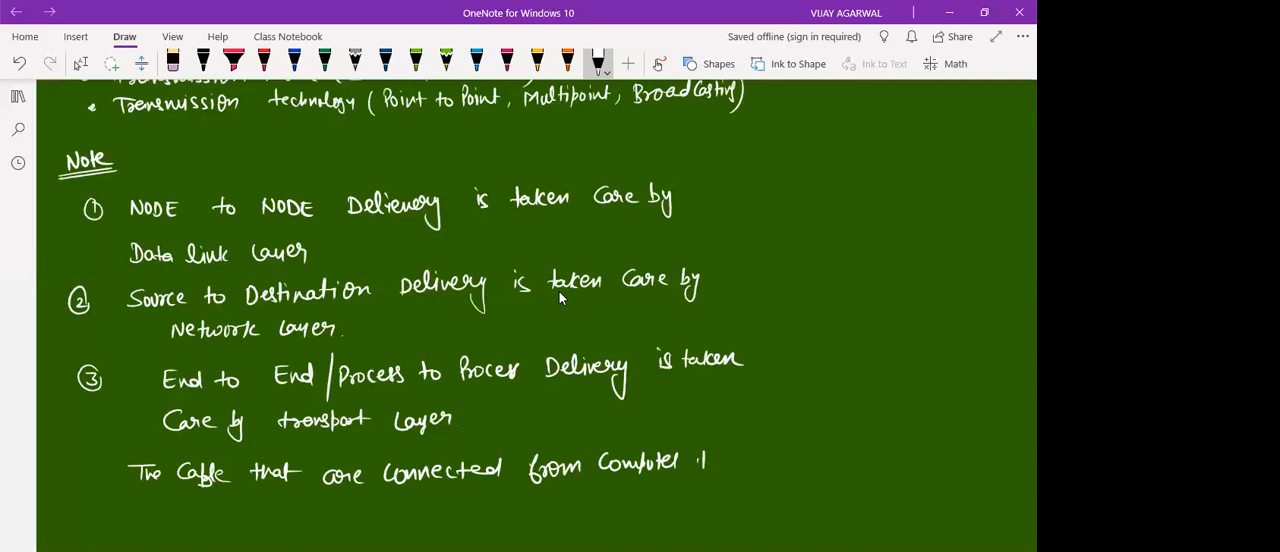 OneNote for Windows 10
VIJAY AGARWAL
Home Insert Draw View Help Class Notebook
Saved offline (sign in required) Share
Shapes Ink to Shape Ink to Text Math
• Transmission technology (Point to Point, Multipoint, BroadCasting)
Note
① NODE to NODE Delievery is taken Care by
Data link Layer
② Source to Destination Delivery is taken Care by
Network Layer.
③ End to End/Process to Process Delivery is taken
Care by transport Layer
The Cable that are connected from Computer